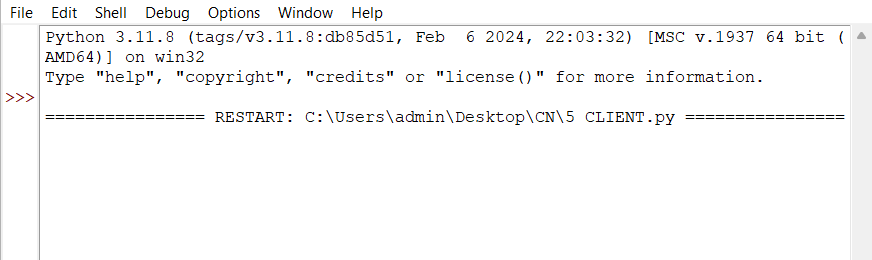 File Edit Shell Debug Options Window Help
Python 3.11.8 (tags/v3.11.8:db85d51, Feb  6 2024, 22:03:32) [MSC v.1937 64 bit (
AMD64)] on win32
Type "help", "copyright", "credits" or "license()" for more information.
>>>
================ RESTART: C:\Users\admin\Desktop\CN\5 CLIENT.py ================